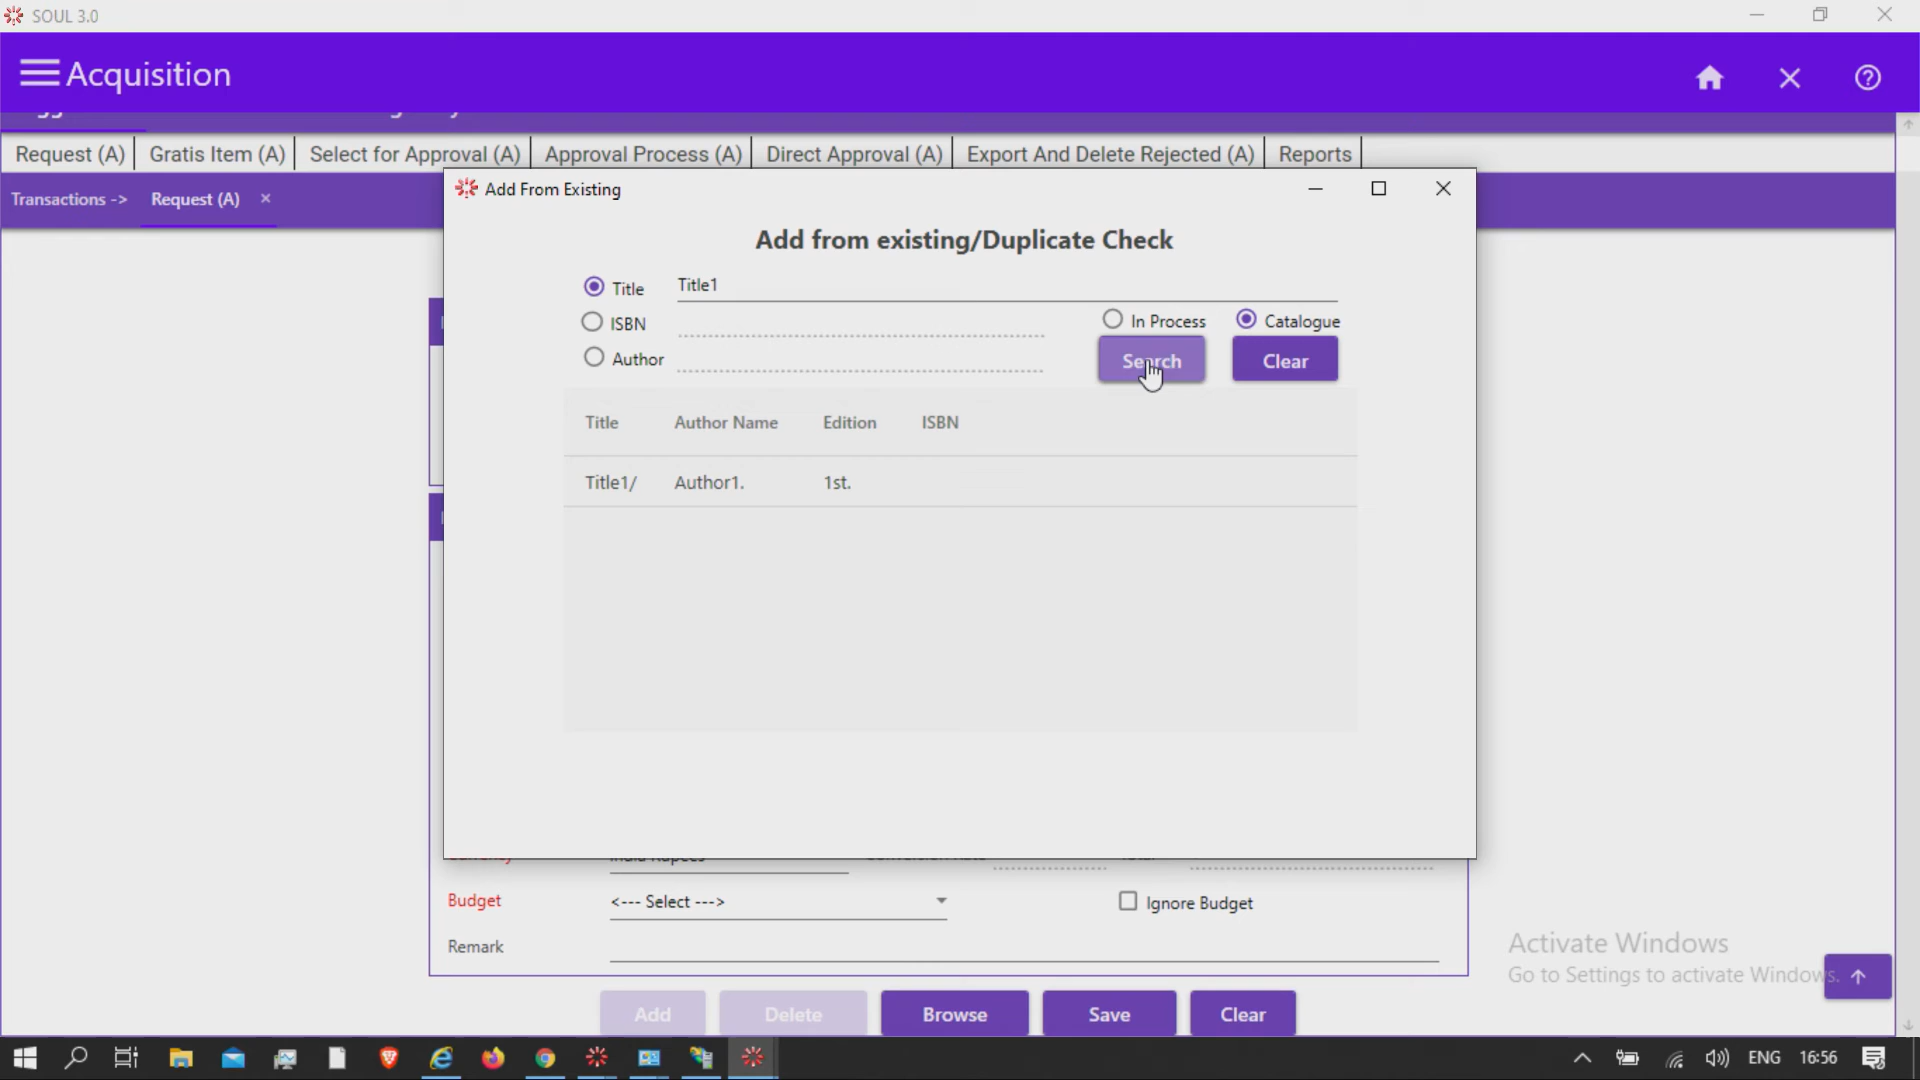 SOUL 3.0
Acquisition
Request (A) Gratis Item (A) Select for Approval (A) Approval Process (A) Direct Approval (A) Export And Delete Rejected (A) Reports
Transactions -> Request (A) ×
Add From Existing
Add from existing/Duplicate Check
Title Title1
ISBN In Process Catalogue
Author Search Clear
Title Author Name Edition ISBN
Title1/ Author1. 1st.
Budget <--- Select ---> Ignore Budget
Remark
Activate Windows
Go to Settings to activate Windows.
Add Delete Browse Save Clear
ENG 16:56